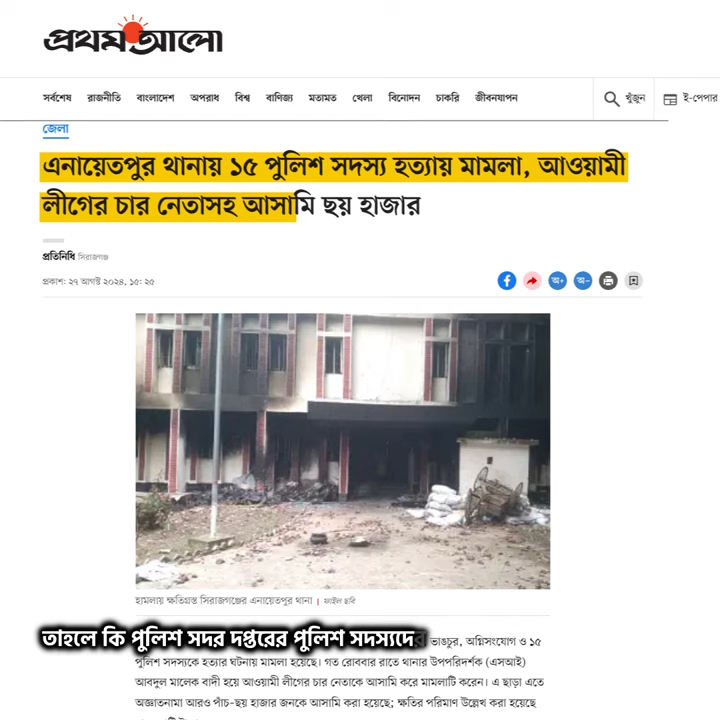 প্রথম আলো
সর্বশেষ রাজনীতি বাংলাদেশ অপরাধ বিশ্ব বাণিজ্য মতামত খেলা বিনোদন চাকরি জীবনযাপন খুঁজুন ই-পেপার
জেলা
এনায়েতপুর থানায় ১৫ পুলিশ সদস্য হত্যায় মামলা, আওয়ামী
লীগের চার নেতাসহ আসামি ছয় হাজার
প্রতিনিধি সিরাজগঞ্জ
প্রকাশ: ২৭ আগস্ট ২০২৪, ১৫: ২৫
অ+ অ-
হামলায় ক্ষতিগ্রস্ত সিরাজগঞ্জের এনায়েতপুর থানা | ফাইল ছবি
তাহলে কি পুলিশ সদর দপ্তরের পুলিশ সদস্যদের
ভাঙচুর, অগ্নিসংযোগ ও ১৫
পুলিশ সদস্যকে হত্যার ঘটনায় মামলা হয়েছে। গত রোববার রাতে থানার উপপরিদর্শক (এসআই)
আবদুল মালেক বাদী হয়ে আওয়ামী লীগের চার নেতাকে আসামি করে মামলাটি করেন। এ ছাড়া এতে
অজ্ঞাতনামা আরও পাঁচ-ছয় হাজার জনকে আসামি করা হয়েছে; ক্ষতির পরিমাণ উল্লেখ করা হয়েছে